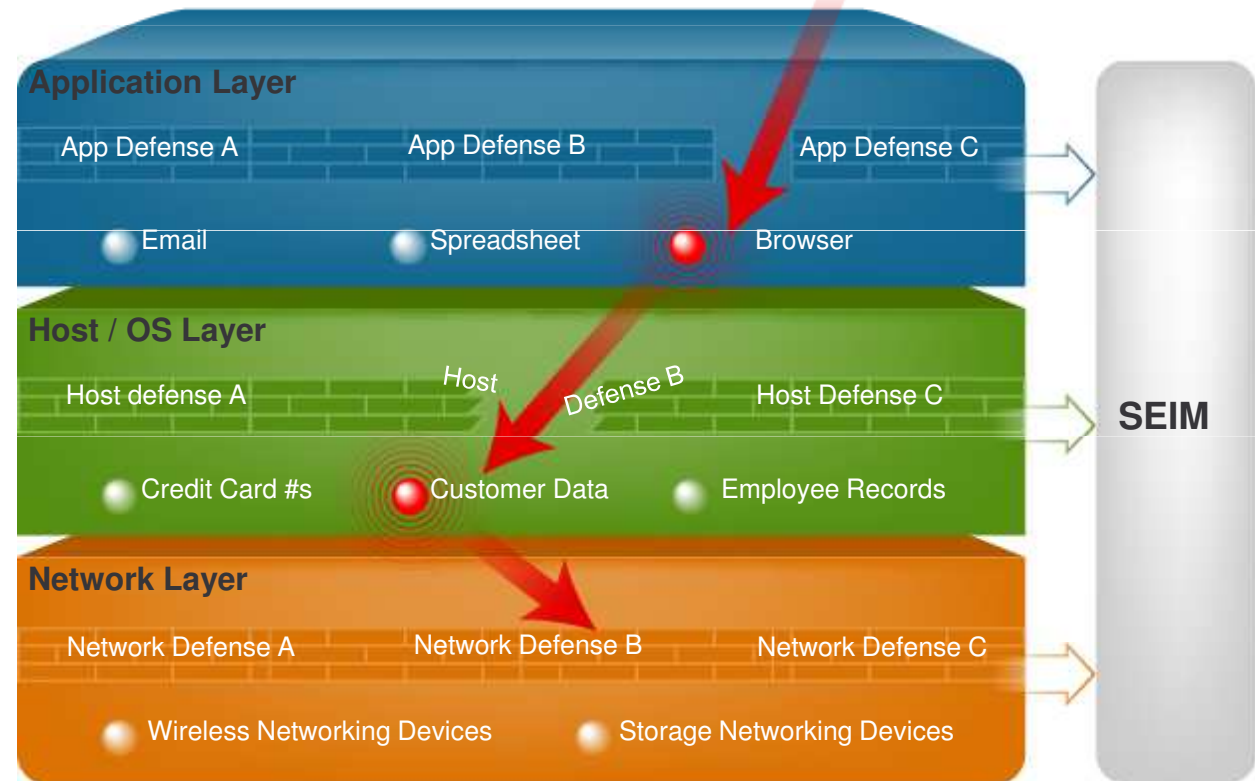 Application Layer
App Defense A
App Defense B
App Defense C
Email
Spreadsheet
Browser
Host / OS Layer
Host defense A
Host Defense B
Host Defense C
SEIM
Credit Card #s
Customer Data
Employee Records
Network Layer
Network Defense A
Network Defense B
Network Defense C
Wireless Networking Devices
Storage Networking Devices